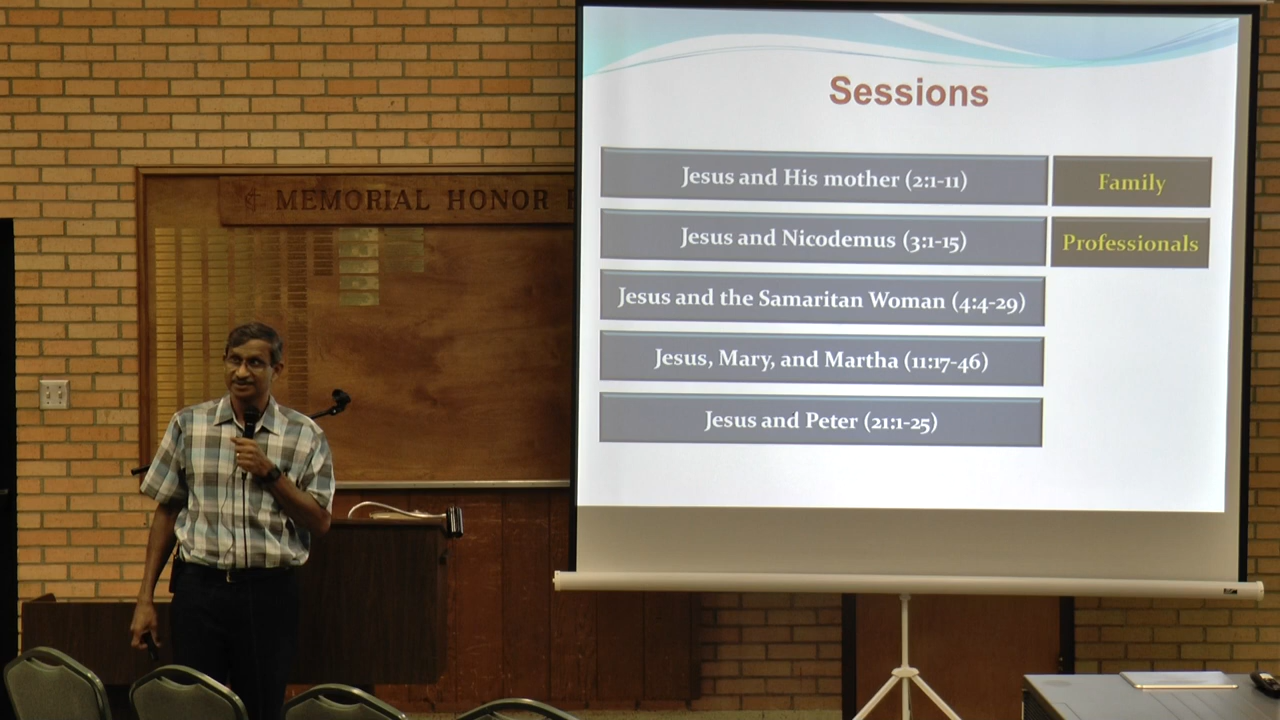 Sessions
Jesus and His mother (2:1-11) Family
Jesus and Nicodemus (3:1-15) Professionals
Jesus and the Samaritan Woman (4:4-29)
Jesus, Mary, and Martha (11:17-46)
Jesus and Peter (21:1-25)
MEMORIAL HONOR